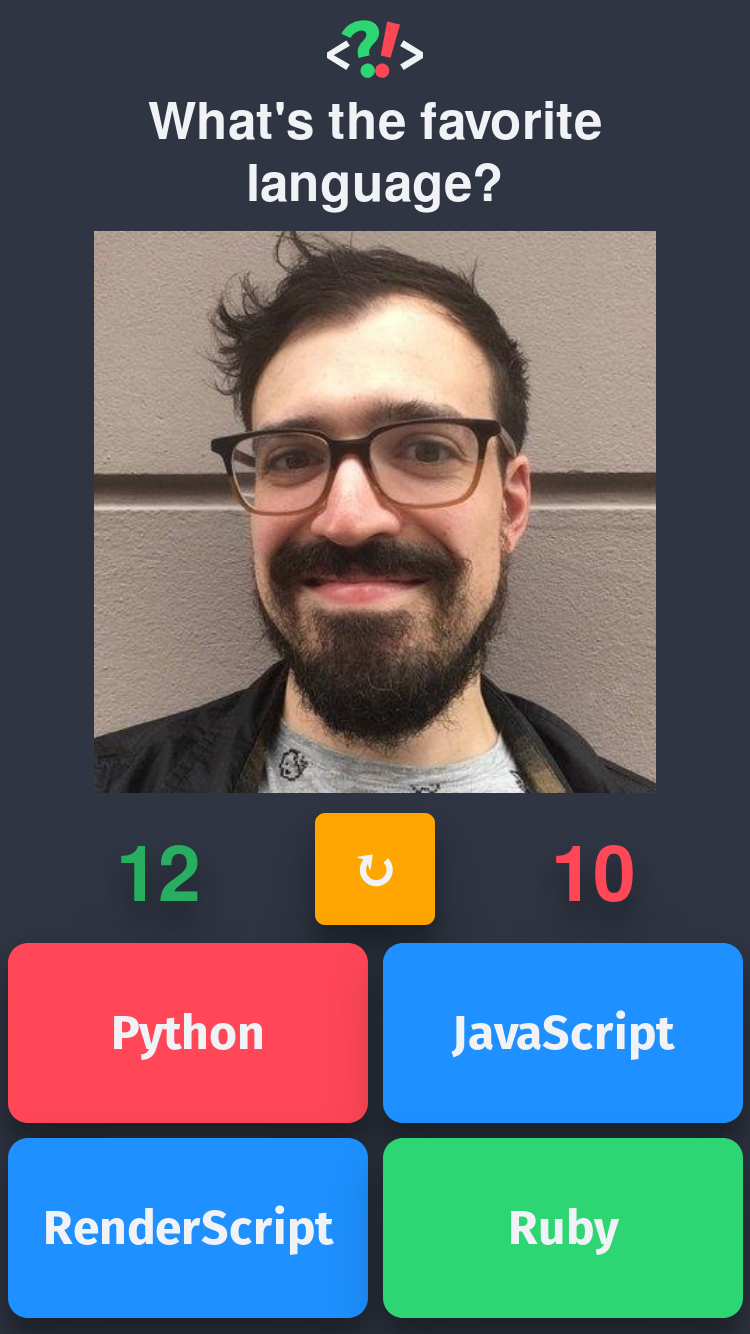 <?!>
What's the favorite
language?
12 ↻ 10
Python JavaScript
RenderScript Ruby